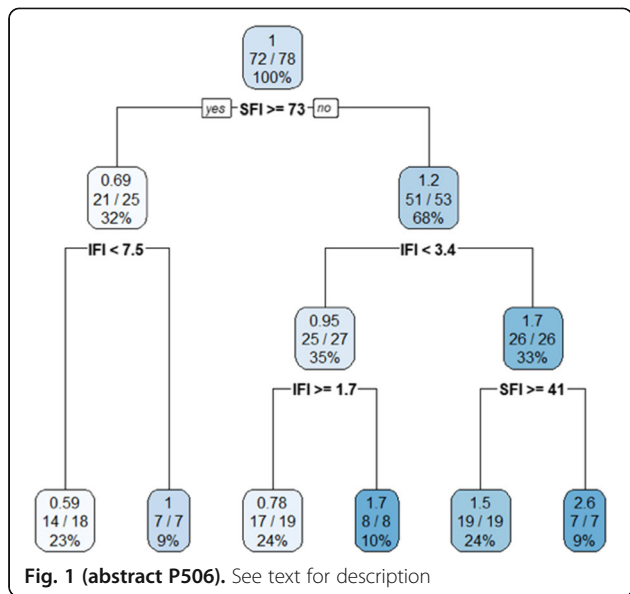 1
72 / 78
100%
yes SFI >= 73 no
0.69
21 / 25
32%
1.2
51 / 53
68%
IFI < 7.5
IFI < 3.4
0.95
25 / 27
35%
1.7
26 / 26
33%
IFI >= 1.7
SFI >= 41
0.59
14 / 18
23%
1
7 / 7
9%
0.78
17 / 19
24%
1.7
8 / 8
10%
1.5
19 / 19
24%
2.6
7 / 7
9%
Fig. 1 (abstract P506). See text for description